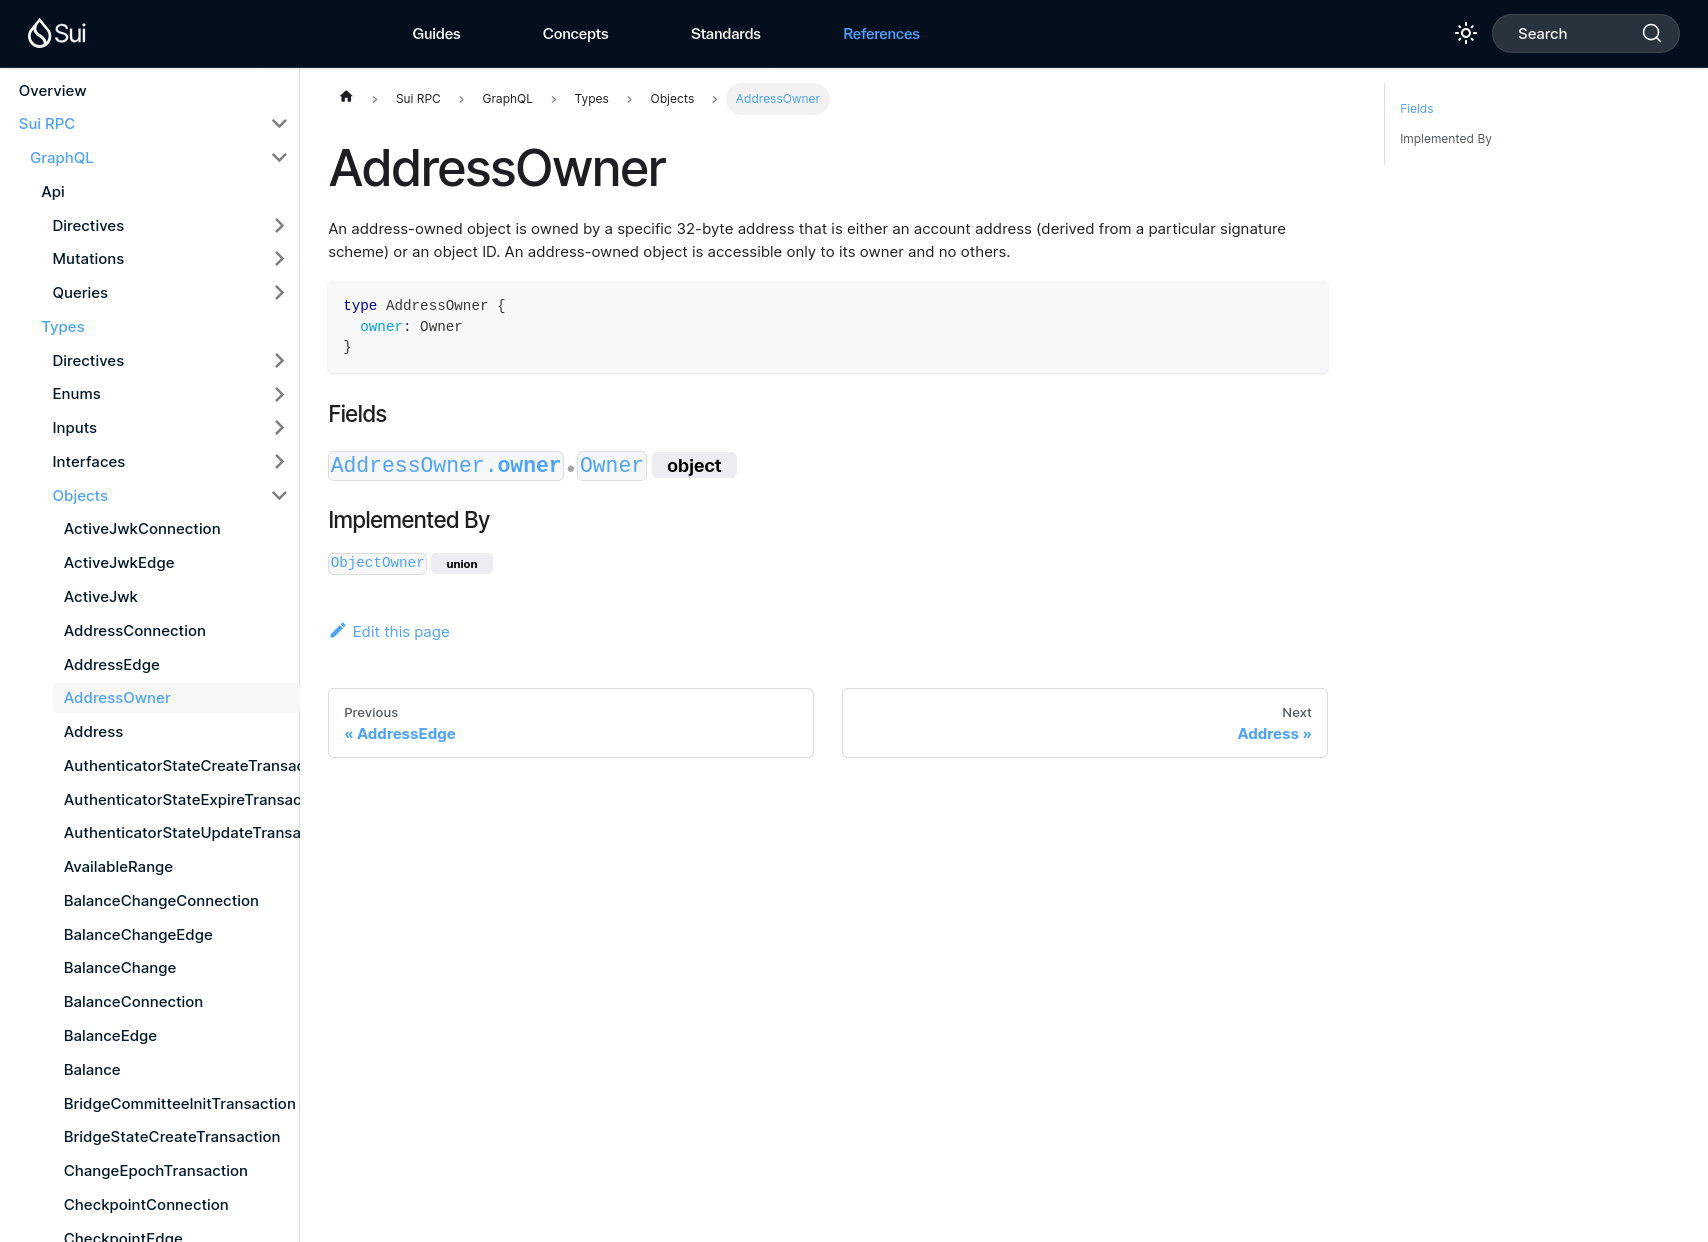 Sui
Guides
Concepts
Standards
References
Search
Overview
Sui RPC
GraphQL
Api
Directives
Mutations
Queries
Types
Directives
Enums
Inputs
Interfaces
Objects
ActiveJwkConnection
ActiveJwkEdge
ActiveJwk
AddressConnection
AddressEdge
AddressOwner
Address
AuthenticatorStateCreateTransac
AuthenticatorStateExpireTransac
AuthenticatorStateUpdateTransa
AvailableRange
BalanceChangeConnection
BalanceChangeEdge
BalanceChange
BalanceConnection
BalanceEdge
Balance
BridgeCommitteeInitTransaction
BridgeStateCreateTransaction
ChangeEpochTransaction
CheckpointConnection
CheckpointEdge
Sui RPC > GraphQL > Types > Objects > AddressOwner
AddressOwner
An address-owned object is owned by a specific 32-byte address that is either an account address (derived from a particular signature
scheme) or an object ID. An address-owned object is accessible only to its owner and no others.
type AddressOwner {
  owner: Owner
}
Fields
AddressOwner.owner ● Owner object
Implemented By
ObjectOwner union
Edit this page
Previous
« AddressEdge
Next
Address »
Fields
Implemented By